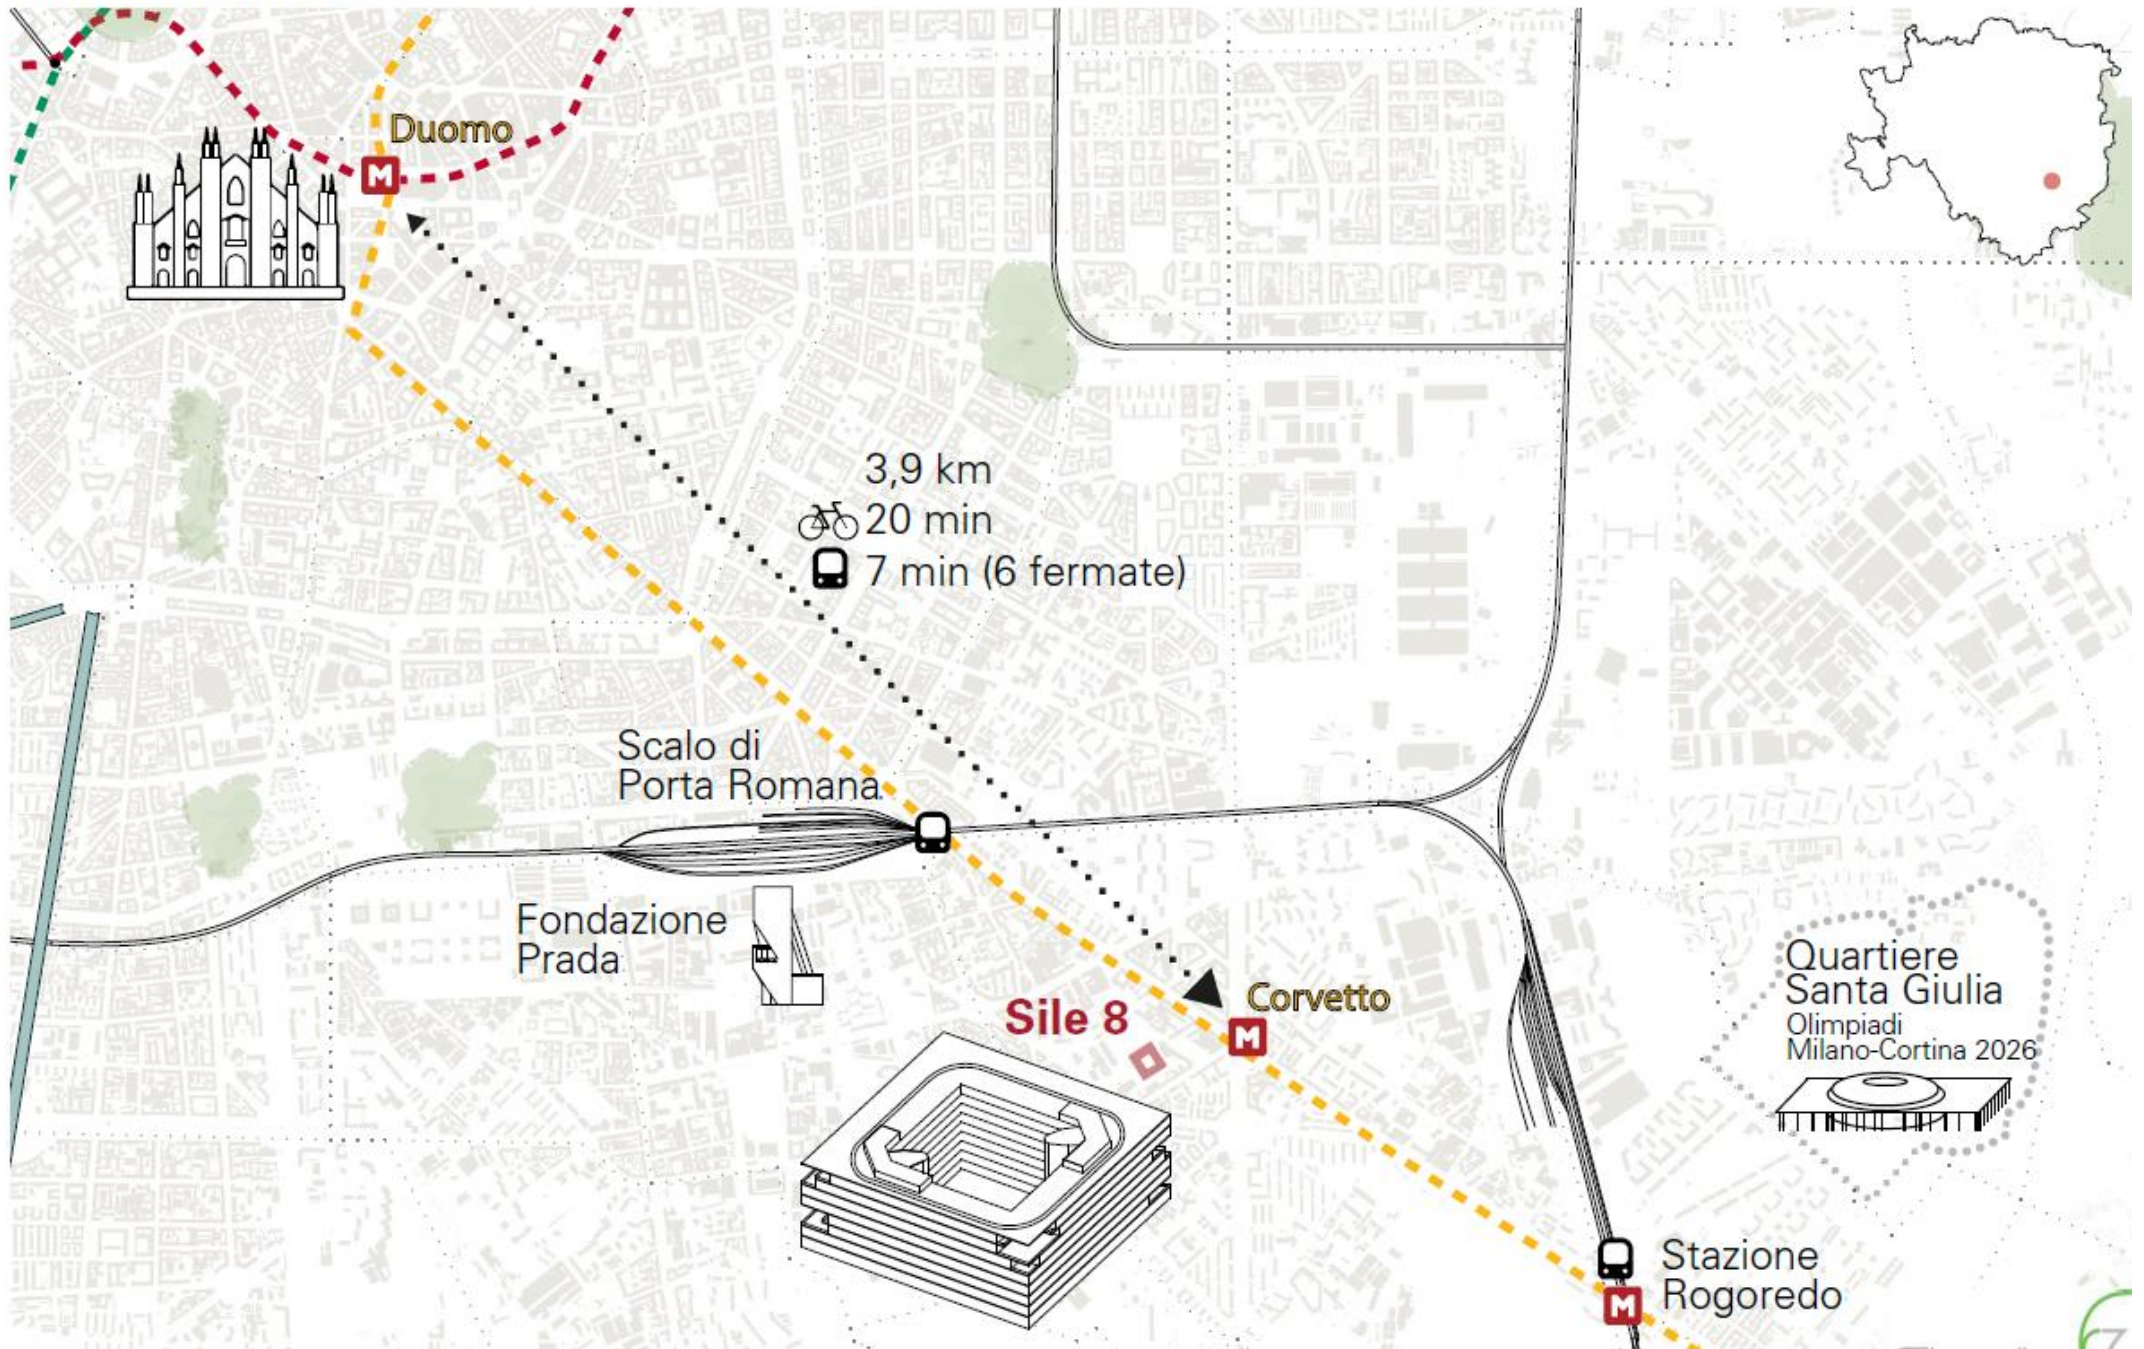 Duomo
M
3,9 km
20 min
7 min (6 fermate)
Scalo di
Porta Romana
Fondazione
Prada
Sile 8
Corvetto
M
Quartiere
Santa Giulia
Olimpiadi
Milano-Cortina 2026
Stazione
Rogoredo
M